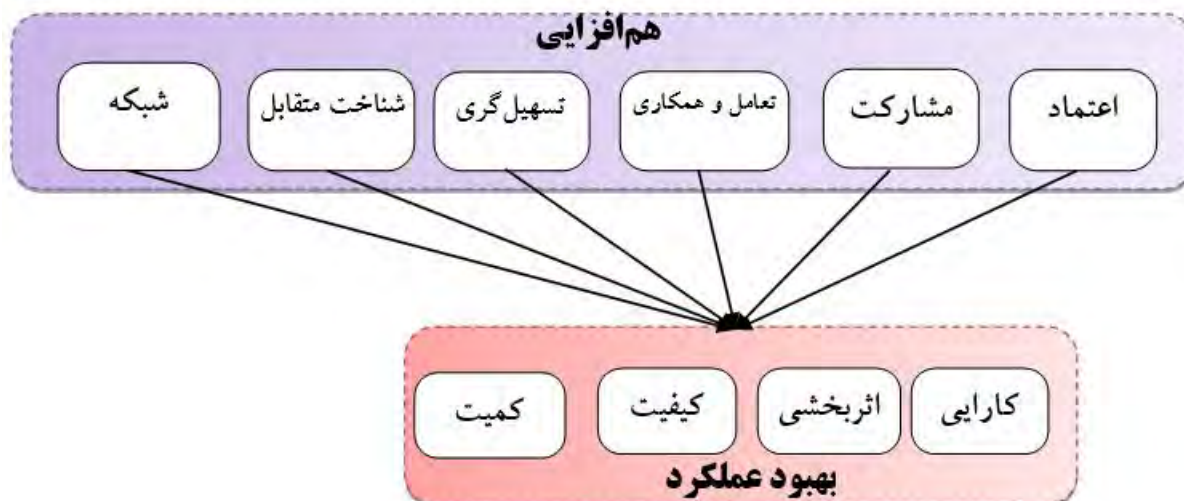 هم‌افزایی
اعتماد
مشارکت
تعامل و همکاری
تسهیل‌گری
شناخت متقابل
شبکه
کارایی
اثربخشی
کیفیت
کمیت
بهبود عملکرد